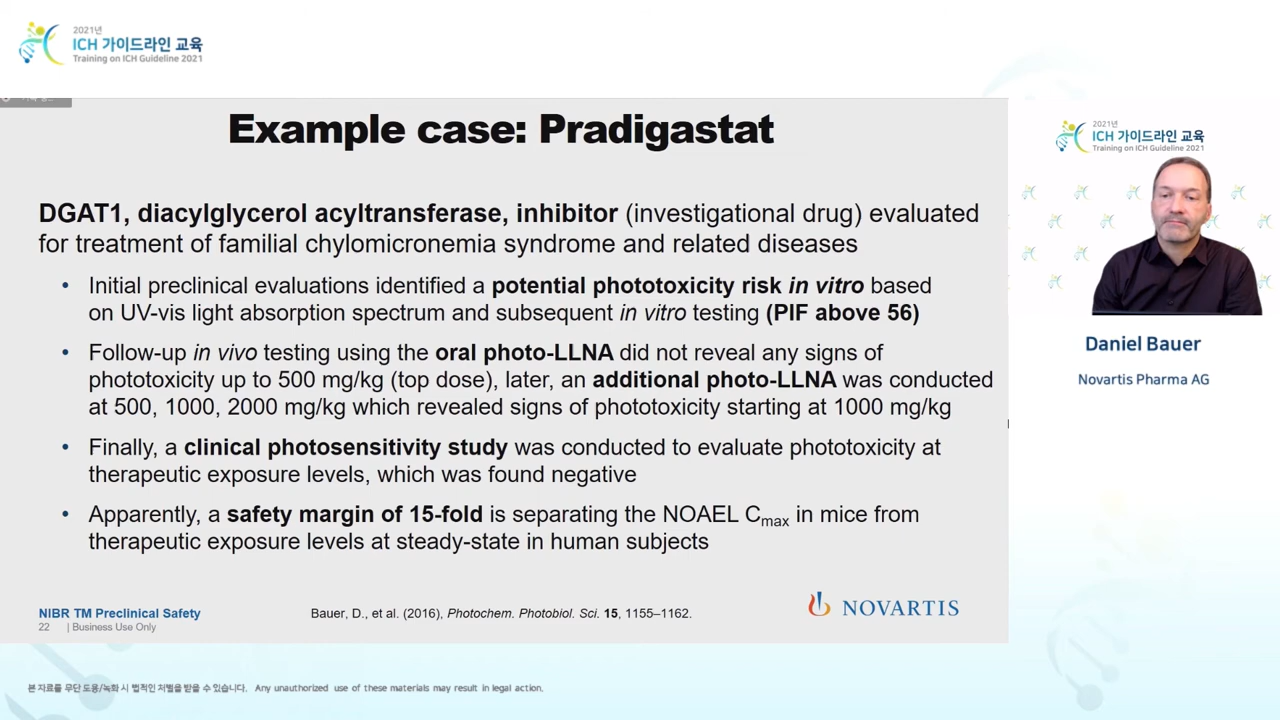 2021년
ICH 가이드라인 교육
Training on ICH Guideline 2021
Example case: Pradigastat
DGAT1, diacylglycerol acyltransferase, inhibitor (investigational drug) evaluated
for treatment of familial chylomicronemia syndrome and related diseases
• Initial preclinical evaluations identified a potential phototoxicity risk in vitro based
on UV-vis light absorption spectrum and subsequent in vitro testing (PIF above 56)
• Follow-up in vivo testing using the oral photo-LLNA did not reveal any signs of
phototoxicity up to 500 mg/kg (top dose), later, an additional photo-LLNA was conducted
at 500, 1000, 2000 mg/kg which revealed signs of phototoxicity starting at 1000 mg/kg
• Finally, a clinical photosensitivity study was conducted to evaluate phototoxicity at
therapeutic exposure levels, which was found negative
• Apparently, a safety margin of 15-fold is separating the NOAEL Cmax in mice from
therapeutic exposure levels at steady-state in human subjects
NIBR TM Preclinical Safety
22 | Business Use Only
Bauer, D., et al. (2016), Photochem. Photobiol. Sci. 15, 1155–1162.
NOVARTIS
2021년
ICH 가이드라인 교육
Training on ICH Guideline 2021
Daniel Bauer
Novartis Pharma AG
본 자료를 무단 도용/녹화 시 법적인 처벌을 받을 수 있습니다. Any unauthorized use of these materials may result in legal action.